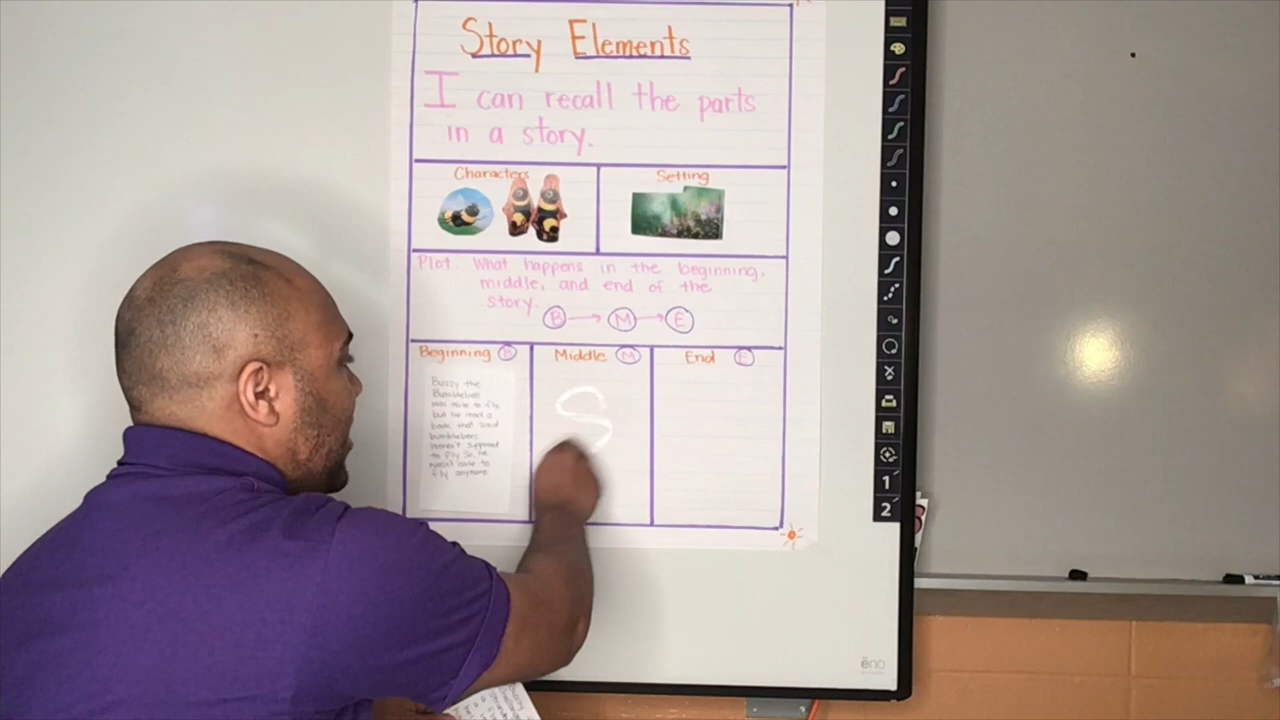 Story Elements
I can recall the parts
in a story.
Characters
Setting
Plot: What happens in the beginning,
middle, and end of the
story.
B M E
Beginning B
Middle M
End E
Buzzy the
Bumblebee
was able to fly
but he read a
book that said
bumblebees
weren't supposed
to fly. So, he
to
fly anymore
S
1
2
ēno